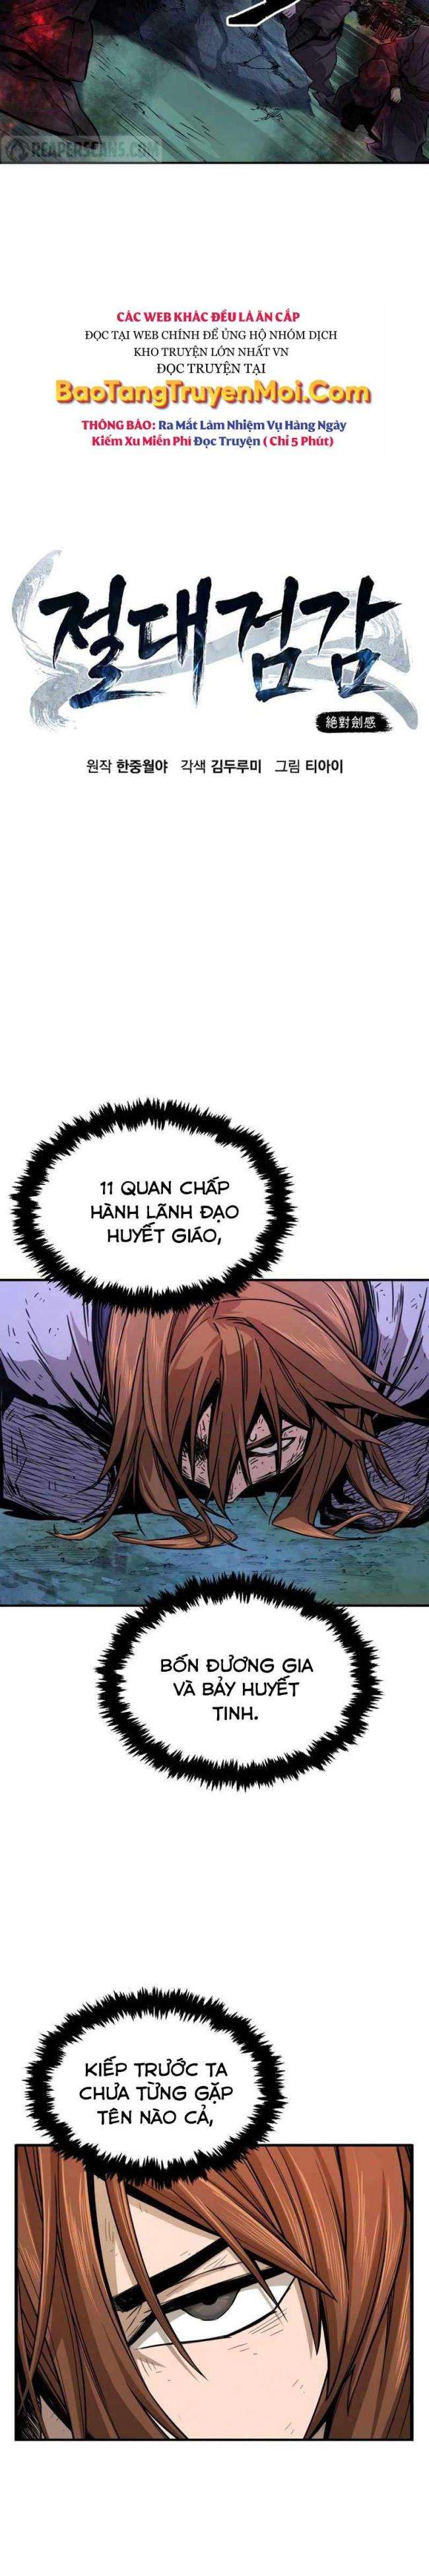 REAPERSCANS.COM
CÁC WEB KHÁC ĐỀU LÀ ĂN CẮP
ĐỌC TẠI WEB CHÍNH ĐỂ ỦNG HỘ NHÓM DỊCH
KHO TRUYỆN LỚN NHẤT VN
ĐỌC TRUYỆN TẠI
BaoTangTruyenMoi.Com
THÔNG BÁO: Ra Mắt Làm Nhiệm Vụ Hàng Ngày
Kiếm Xu Miễn Phí Đọc Truyện ( Chỉ 5 Phút)
절대검감
絶對劍感
원작 한중월야 각색 김두루미 그림 티아이
11 QUAN CHẤP
HÀNH LÃNH ĐẠO
HUYẾT GIÁO,
BỐN ĐƯƠNG GIA
VÀ BẢY HUYẾT
TINH.
KIẾP TRƯỚC TA
CHƯA TỪNG GẶP
TÊN NÀO CẢ,